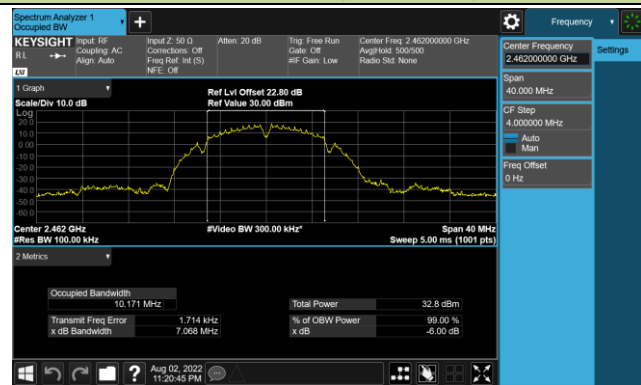 Spectrum Analyzer 1
Occupied BW
Frequency
KEYSIGHT
RL
Input: RF
Coupling: AC
Align: Auto
Input Z: 50 Ω
Corrections: Off
Freq Ref: Int (S)
NFE: Off
Atten: 20 dB
Trig: Free Run
Gate: Off
#IF Gain: Low
Center Freq: 2.462000000 GHz
Avg|Hold: 500/500
Radio Std: None
Center Frequency
2.462000000 GHz
Settings
Span
40.000 MHz
CF Step
4.000000 MHz
Auto
Man
Freq Offset
0 Hz
1 Graph
Scale/Div 10.0 dB
Ref Lvl Offset 22.80 dB
Ref Value 30.00 dBm
Log
20.0
10.0
0.00
-10.0
-20.0
-30.0
-40.0
-50.0
-60.0
Center 2.462 GHz
#Res BW 100.00 kHz
#Video BW 300.00 kHz*
Span 40 MHz
Sweep 5.00 ms (1001 pts)
2 Metrics
Occupied Bandwidth
10.171 MHz
Total Power 32.8 dBm
Transmit Freq Error 1.714 kHz
% of OBW Power 99.00 %
x dB Bandwidth 7.068 MHz
x dB -6.00 dB
?
Aug 02, 2022
11:20:45 PM